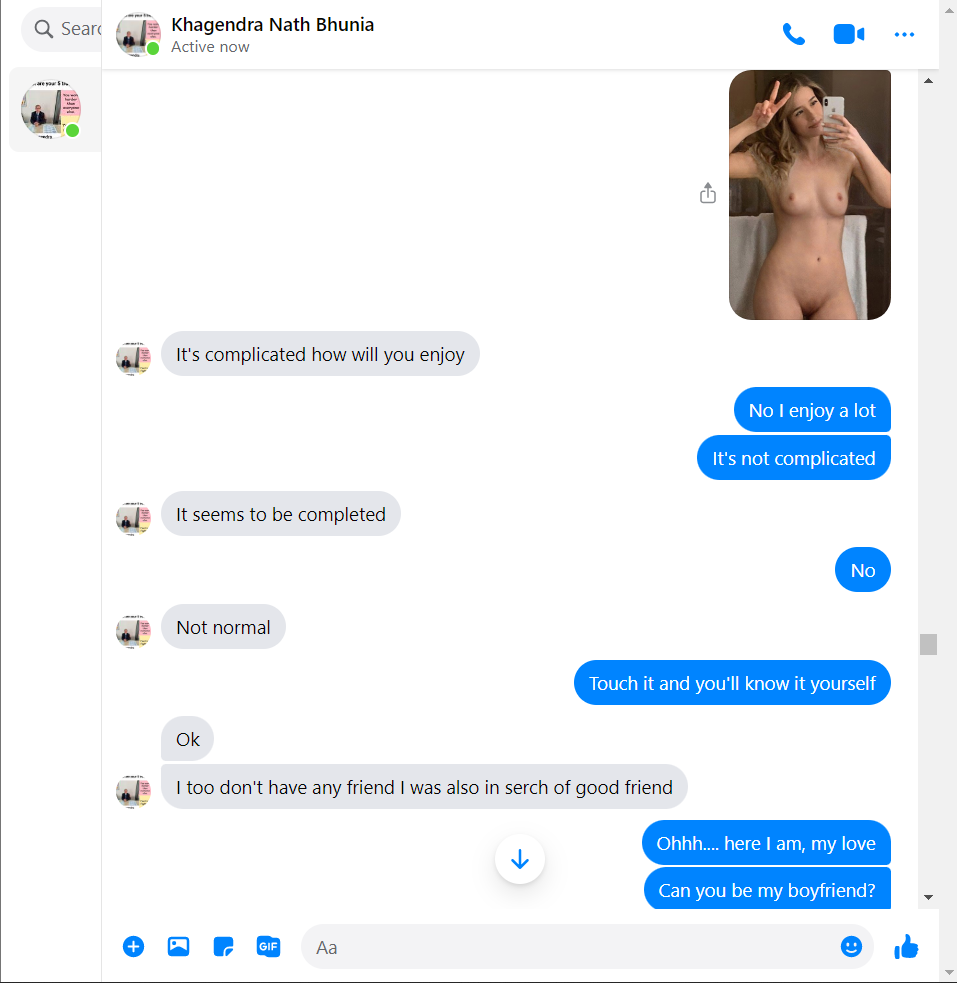 Searc
Khagendra Nath Bhunia
Active now
It's complicated how will you enjoy
No I enjoy a lot
It's not complicated
It seems to be completed
No
Not normal
Touch it and you'll know it yourself
Ok
I too don't have any friend I was also in serch of good friend
Ohhh.... here I am, my love
Can you be my boyfriend?
GIF
Aa